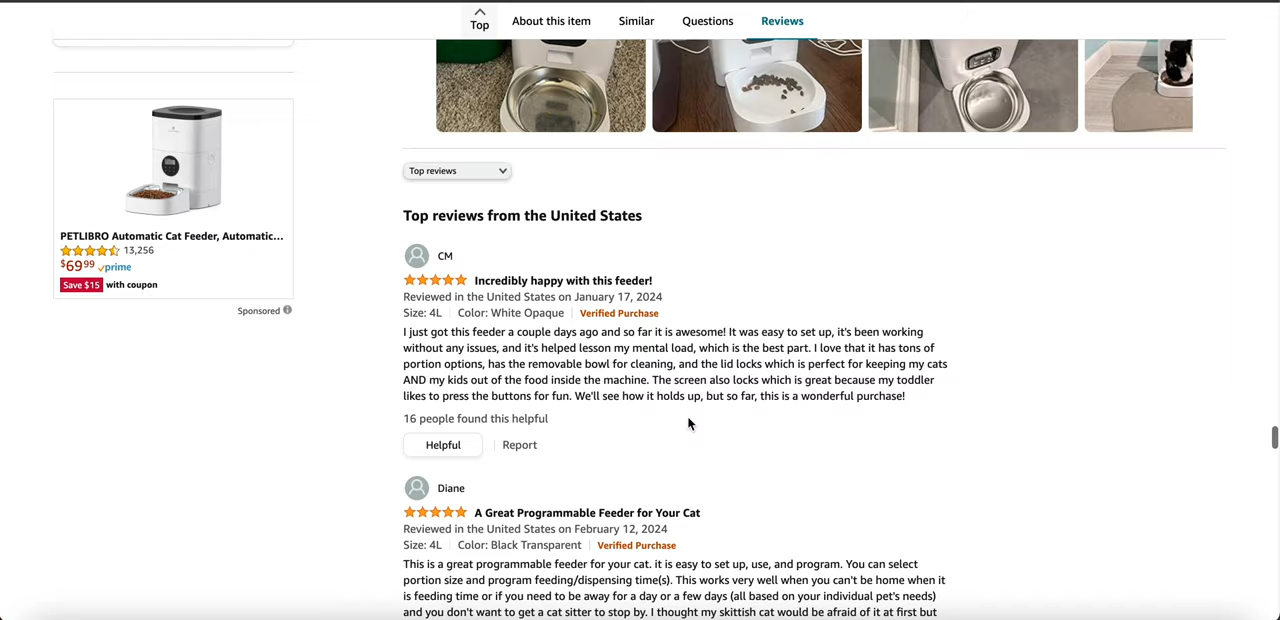 Top
About this item
Similar
Questions
Reviews
PETLIBRO Automatic Cat Feeder, Automatic...
13,256
$69.99 prime
Save $15 with coupon
Sponsored
Top reviews
Top reviews from the United States
CM
Incredibly happy with this feeder!
Reviewed in the United States on January 17, 2024
Size: 4L | Color: White Opaque | Verified Purchase
I just got this feeder a couple days ago and so far it is awesome! It was easy to set up, it's been working
without any issues, and it's helped lesson my mental load, which is the best part. I love that it has tons of
portion options, has the removable bowl for cleaning, and the lid locks which is perfect for keeping my cats
AND my kids out of the food inside the machine. The screen also locks which is great because my toddler
likes to press the buttons for fun. We'll see how it holds up, but so far, this is a wonderful purchase!
16 people found this helpful
Helpful | Report
Diane
A Great Programmable Feeder for Your Cat
Reviewed in the United States on February 12, 2024
Size: 4L | Color: Black Transparent | Verified Purchase
This is a great programmable feeder for your cat. it is easy to set up, use, and program. You can select
portion size and program feeding/dispensing time(s). This works very well when you can't be home when it
is feeding time or if you need to be away for a day or a few days (all based on your individual pet's needs)
and you don't want to get a cat sitter to stop by. I thought my skittish cat would be afraid of it at first but